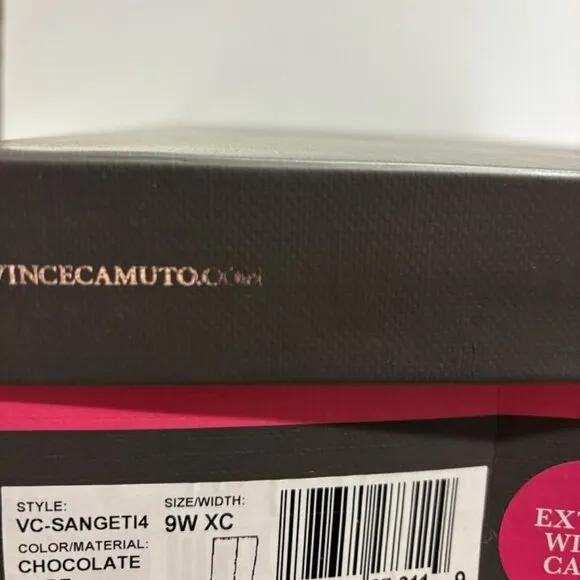 VINCECAMUTO.COM
STYLE:
VC-SANGETI4
SIZE/WIDTH:
9W XC
COLOR/MATERIAL:
CHOCOLATE
EXT
WI
CA